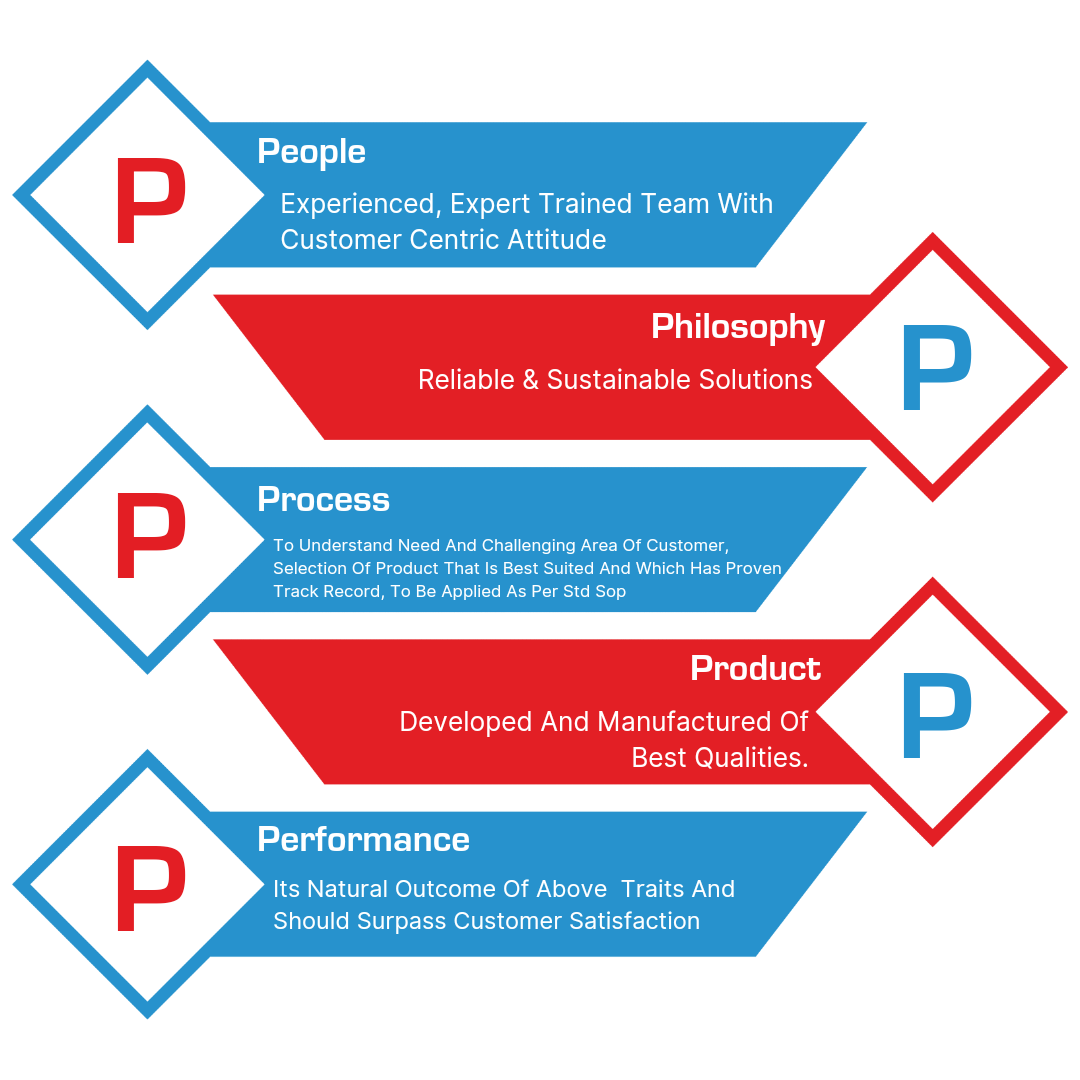 P
People
Experienced, Expert Trained Team With
Customer Centric Attitude
Philosophy
Reliable & Sustainable Solutions
P
P
Process
To Understand Need And Challenging Area Of Customer,
Selection Of Product That Is Best Suited And Which Has Proven
Track Record, To Be Applied As Per Std Sop
Product
Developed And Manufactured Of
Best Qualities.
P
P
Performance
Its Natural Outcome Of Above  Traits And
Should Surpass Customer Satisfaction